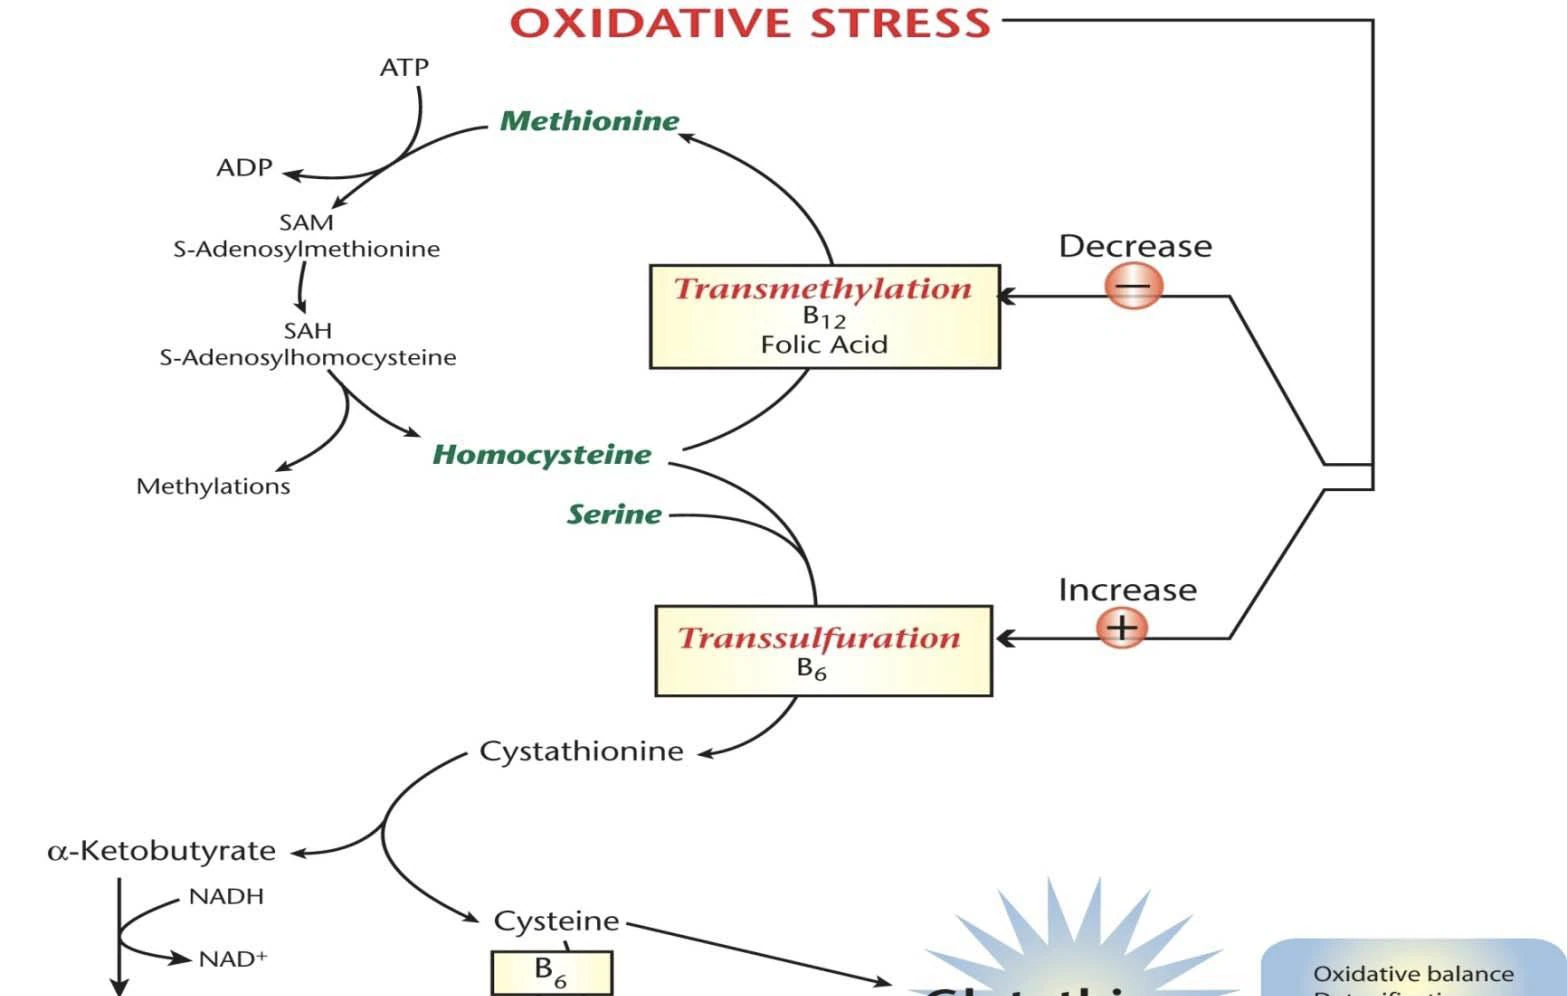 OXIDATIVE STRESS
ATP
Methionine
ADP
SAM
S-Adenosylmethionine
Decrease
−
Transmethylation
B12
Folic Acid
SAH
S-Adenosylhomocysteine
Homocysteine
Methylations
Serine
Increase
+
Transsulfuration
B6
Cystathionine
α-Ketobutyrate
NADH
Cysteine
NAD+
B6
Oxidative balance